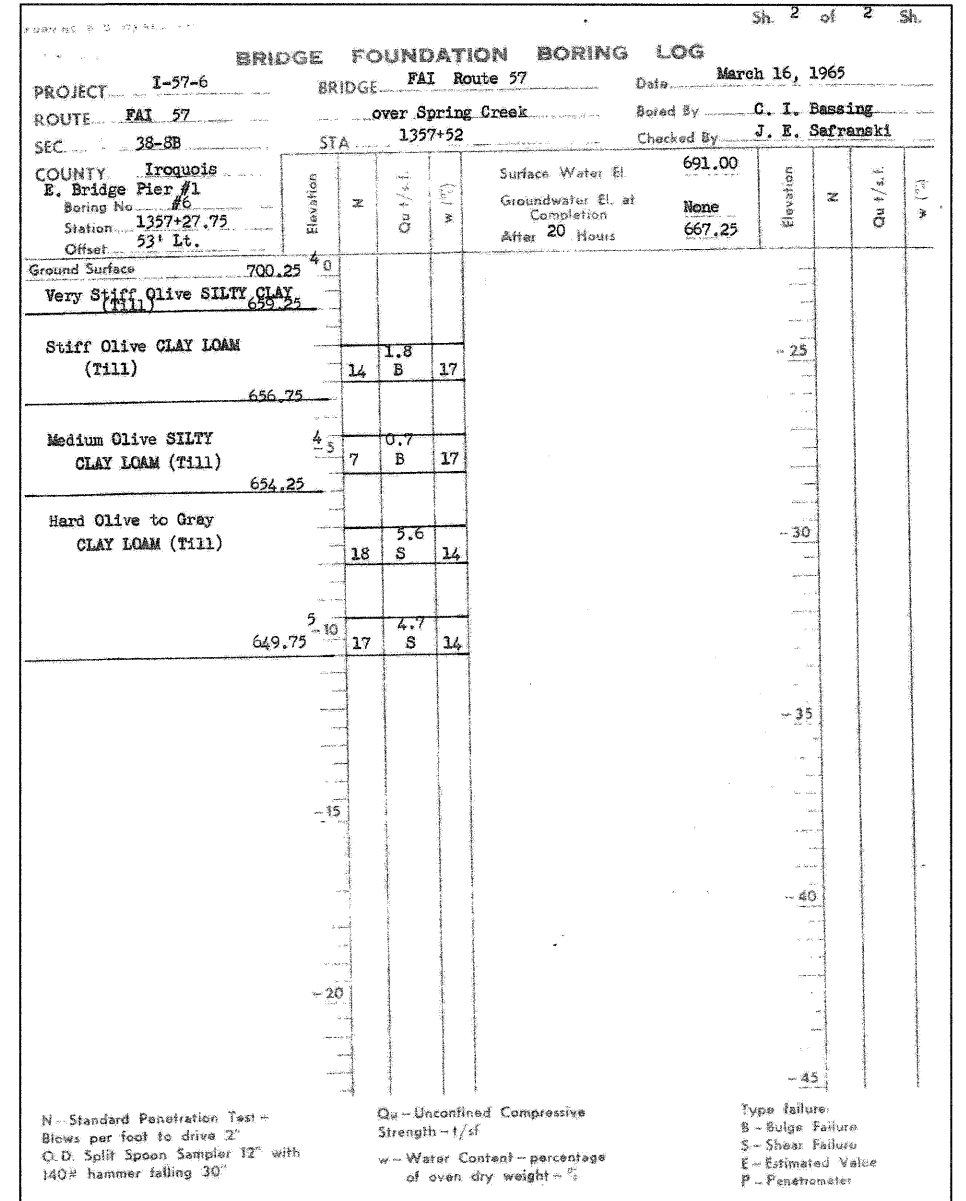 Sh. 2 of 2 Sh.
BRIDGE FOUNDATION BORING LOG
PROJECT I-57-6 BRIDGE FAI Route 57 Date March 16, 1965
ROUTE FAI 57 over Spring Creek Bored By C. I. Bassing
SEC. 38-8B STA 1357+52 Checked By J. E. Safranski
COUNTY Iroquois
E. Bridge Pier #1
Boring No #6
Station 1357+27.75
Offset 53' Lt.
Elevation N Qu t/s.f. w (%)
Surface Water El. 691.00
Groundwater El. at
Completion None
After 20 Hours 667.25
Elevation N Qu t/s.f. w (%)
Ground Surface 700.25 4 0
Very Stiff Olive SILTY CLAY
(Till) 659.25
Stiff Olive CLAY LOAM 1.8 -25
(Till) 14 B 17
656.75
Medium Olive SILTY 4 -5 0.7
CLAY LOAM (Till) 7 B 17
654.25
Hard Olive to Gray 5.6 -30
CLAY LOAM (Till) 18 S 14
5 -10 4.7
649.75 17 S 14
-35
-15
-40
-20
-45
N - Standard Penetration Test -
Blows per foot to drive 2"
O.D. Split Spoon Sampler 12" with
140# hammer falling 30"
Qu - Unconfined Compressive
Strength - t/sf
w - Water Content - percentage
of oven dry weight - %
Type failure:
B - Bulge Failure
S - Shear Failure
E - Estimated Value
P - Penetrometer